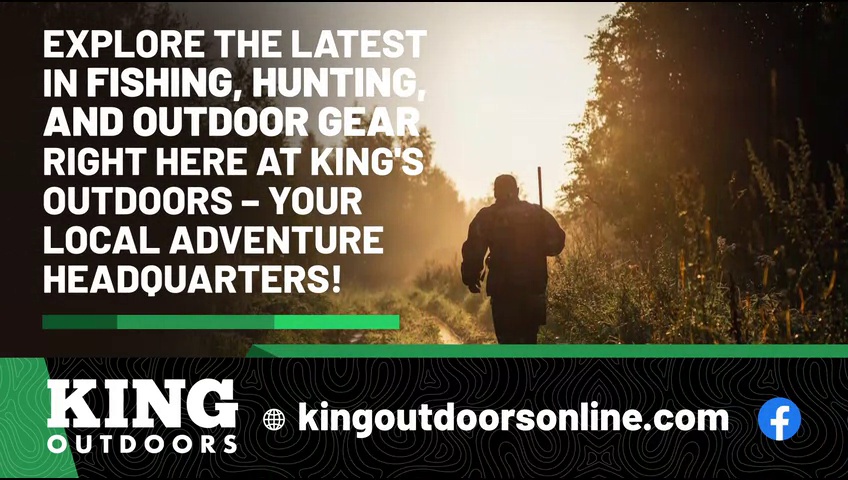 EXPLORE THE LATEST
IN FISHING, HUNTING,
AND OUTDOOR GEAR
RIGHT HERE AT KING'S
OUTDOORS – YOUR
LOCAL ADVENTURE
HEADQUARTERS!
KING
OUTDOORS
kingoutdoorsonline.com